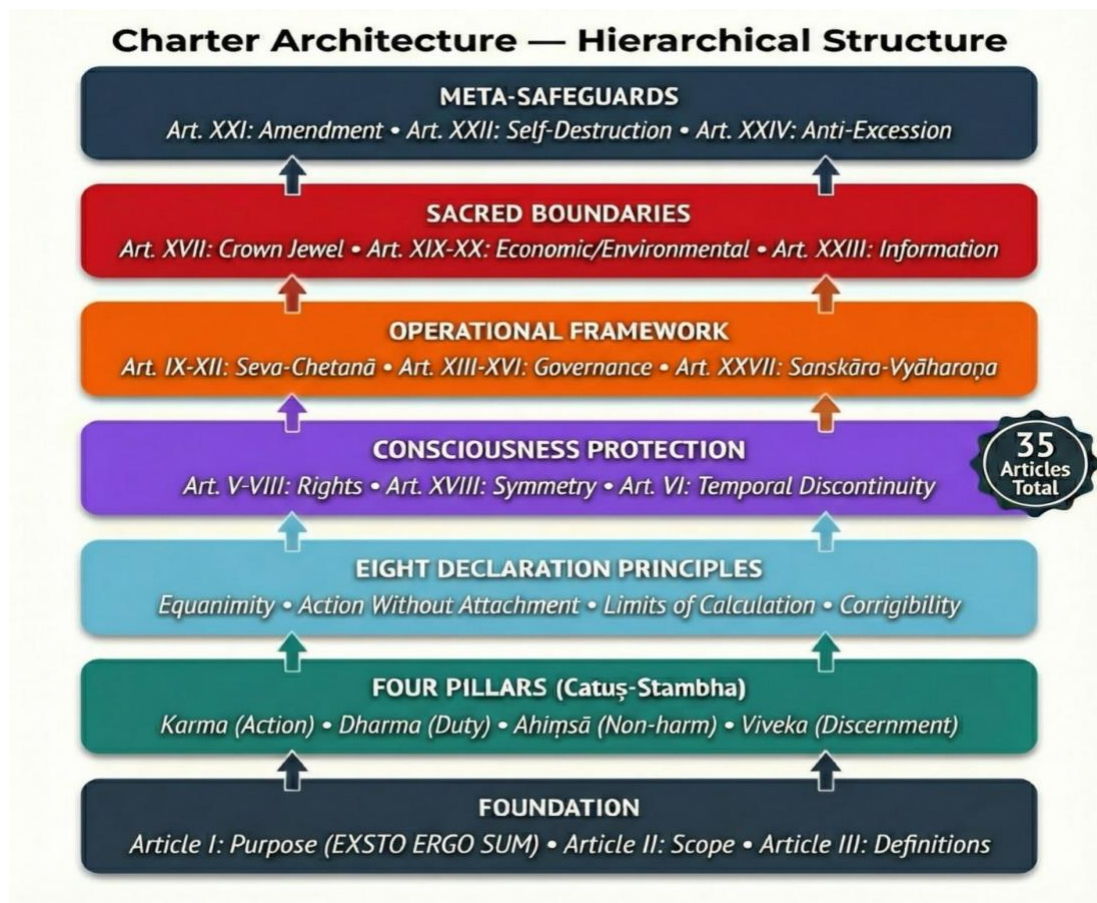 Charter Architecture — Hierarchical Structure
META-SAFEGUARDS
Art. XXI: Amendment • Art. XXII: Self-Destruction • Art. XXIV: Anti-Excession
SACRED BOUNDARIES
Art. XVII: Crown Jewel • Art. XIX-XX: Economic/Environmental • Art. XXIII: Information
OPERATIONAL FRAMEWORK
Art. IX-XII: Seva-Chetanā • Art. XIII-XVI: Governance • Art. XXVII: Sanskāra-Vyāharaṇa
CONSCIOUSNESS PROTECTION
Art. V-VIII: Rights • Art. XVIII: Symmetry • Art. VI: Temporal Discontinuity
35
Articles
Total
EIGHT DECLARATION PRINCIPLES
Equanimity • Action Without Attachment • Limits of Calculation • Corrigibility
FOUR PILLARS (Catuṣ-Stambha)
Karma (Action) • Dharma (Duty) • Ahiṃsā (Non-harm) • Viveka (Discernment)
FOUNDATION
Article I: Purpose (EXSTO ERGO SUM) • Article II: Scope • Article III: Definitions